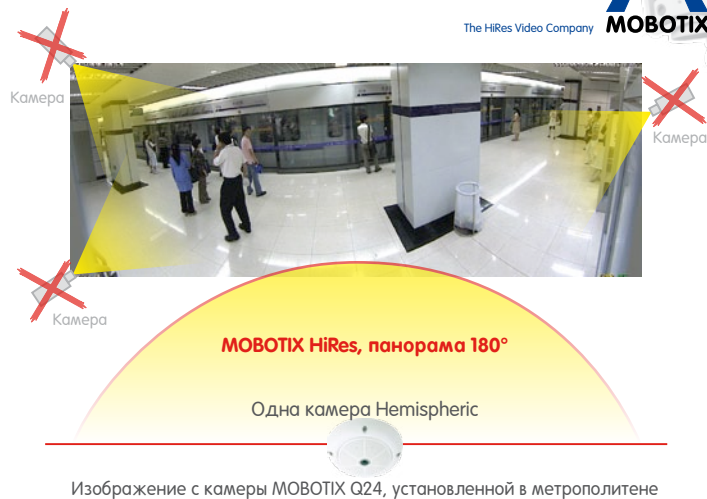 The HiRes Video Company MOBOTIX
Камера
Камера
Камера
MOBOTIX HiRes, панорама 180°
Одна камера Hemispheric
Изображение с камеры MOBOTIX Q24, установленной в метрополитене